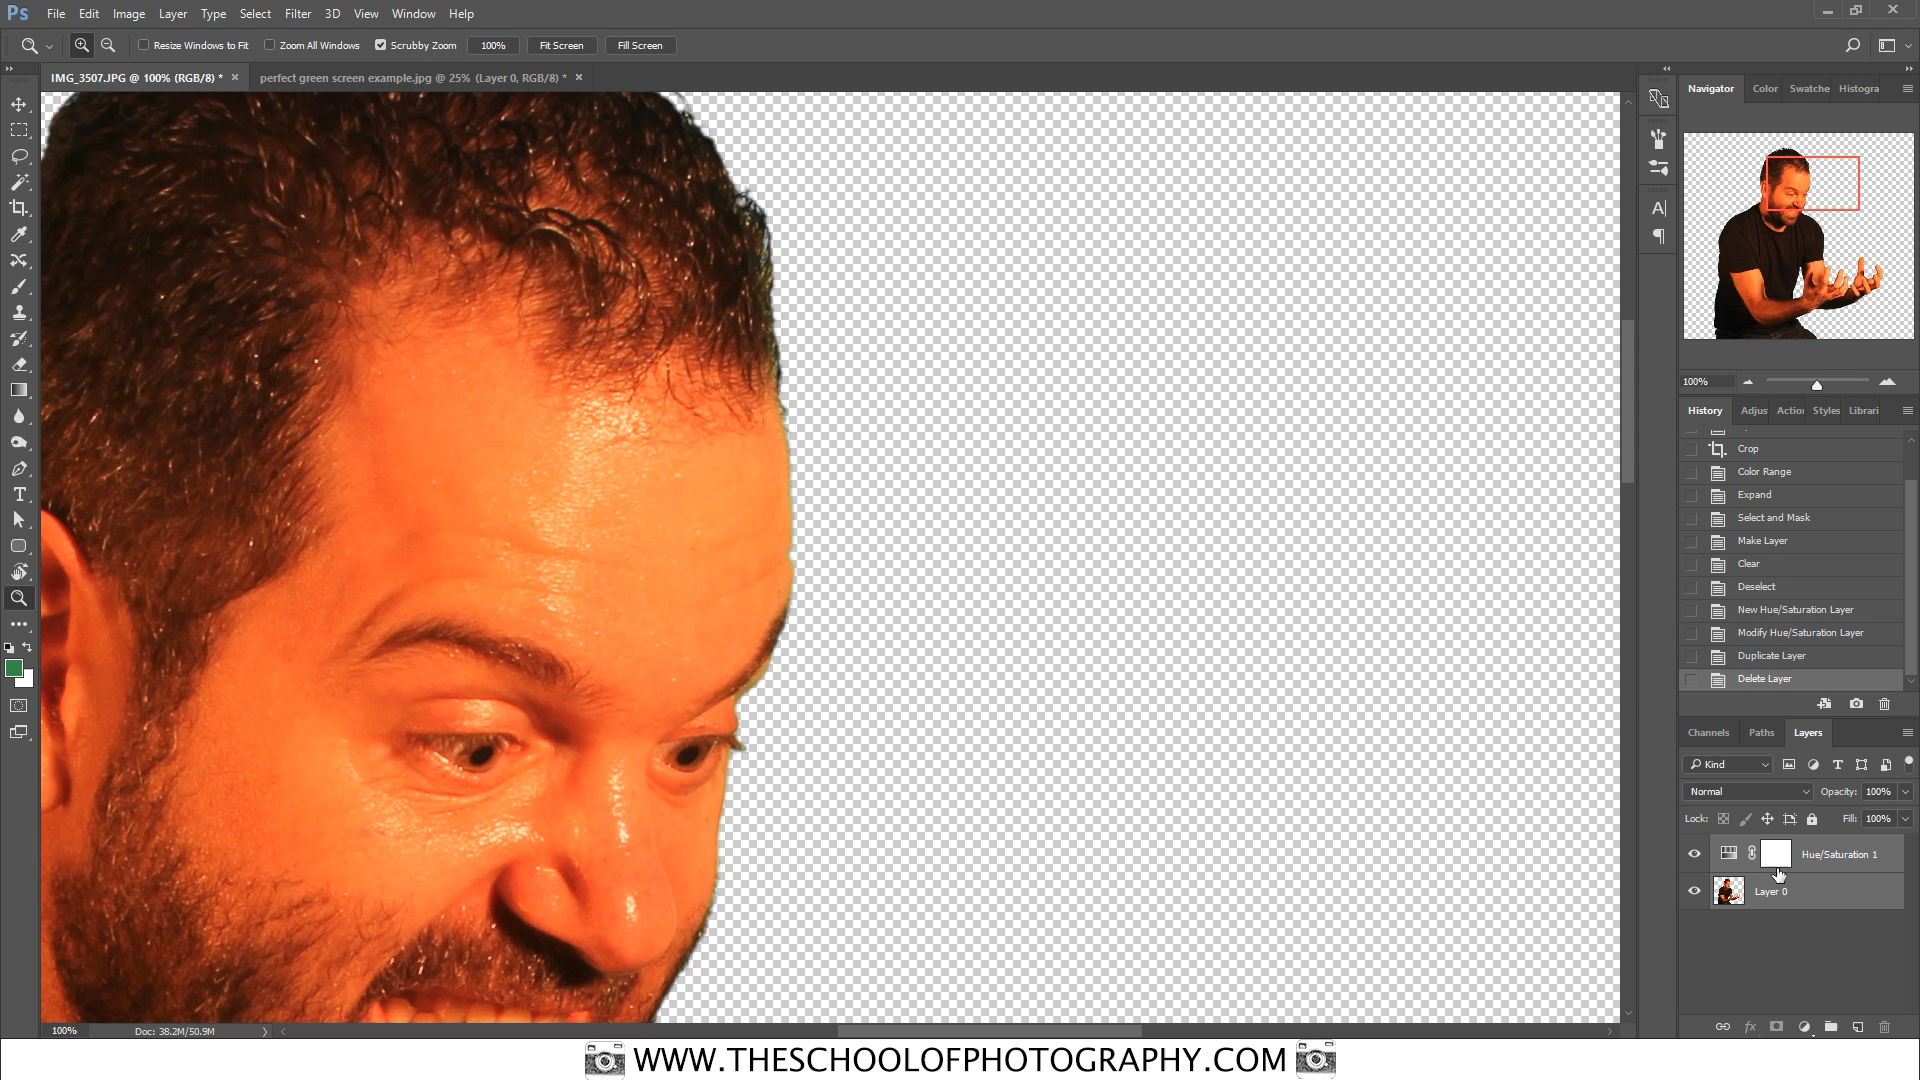 Ps File Edit Image Layer Type Select Filter 3D View Window Help
Resize Windows to Fit Zoom All Windows Scrubby Zoom 100% Fit Screen Fill Screen
IMG_3507.JPG @ 100% (RGB/8) * × perfect green screen example.jpg @ 25% (Layer 0, RGB/8) * ×
Navigator Color Swatche Histogra
100%
History Adjus Action Styles Librari
Crop
Color Range
Expand
Select and Mask
Make Layer
Clear
Deselect
New Hue/Saturation Layer
Modify Hue/Saturation Layer
Duplicate Layer
Delete Layer
Channels Paths Layers
Kind
Normal Opacity: 100%
Lock: Fill: 100%
Hue/Saturation 1
Layer 0
fx
100% Doc: 38.2M/50.9M
WWW.THESCHOOLOFPHOTOGRAPHY.COM